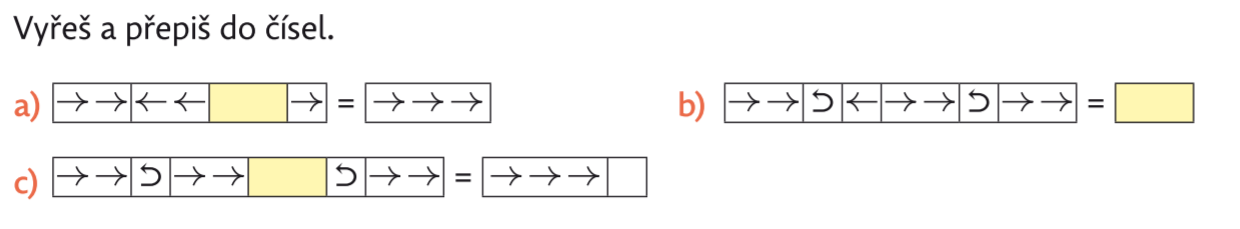 Vyřeš a přepiš do čísel.
a) →→|←←| |→ = →→→
b) →→|⮌|←|→→|⮌|→→ =
c) →→|⮌|→→| |⮌|→→ = →→→|